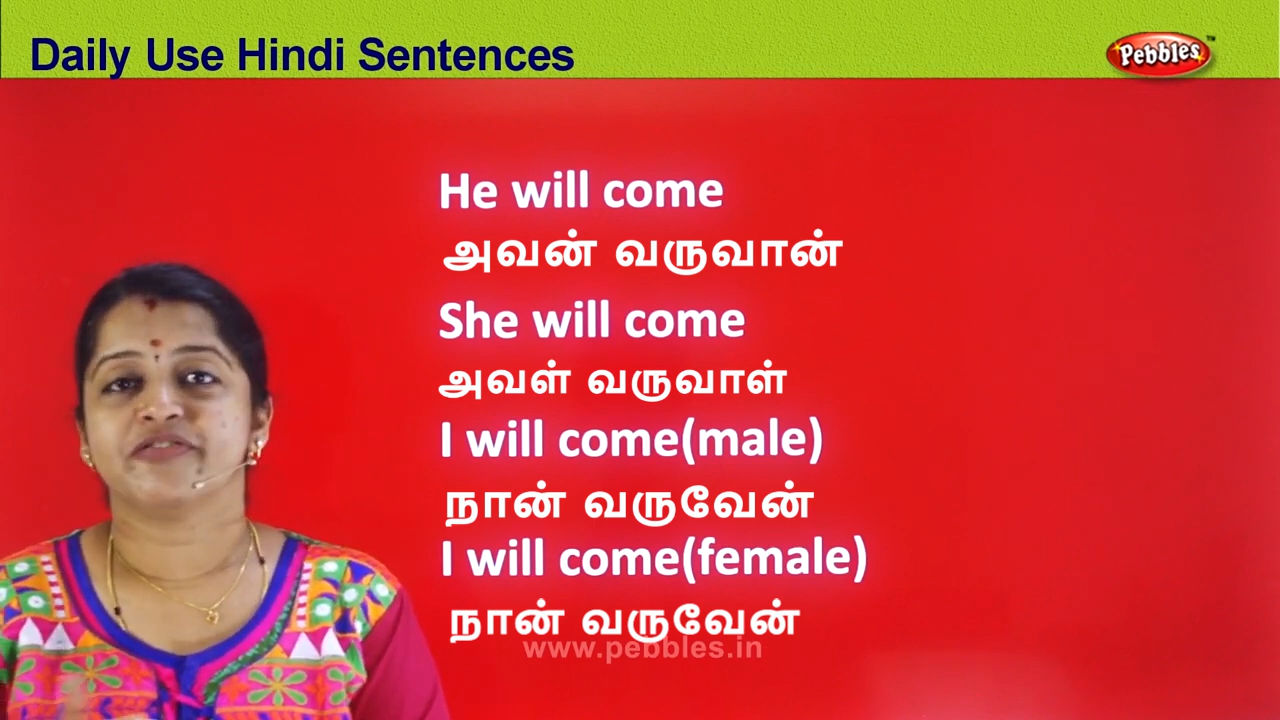 Daily Use Hindi Sentences
Pebbles™
He will come
அவன் வருவான்
She will come
அவள் வருவாள்
I will come(male)
நான் வருவேன்
I will come(female)
நான் வருவேன்
www.pebbles.in